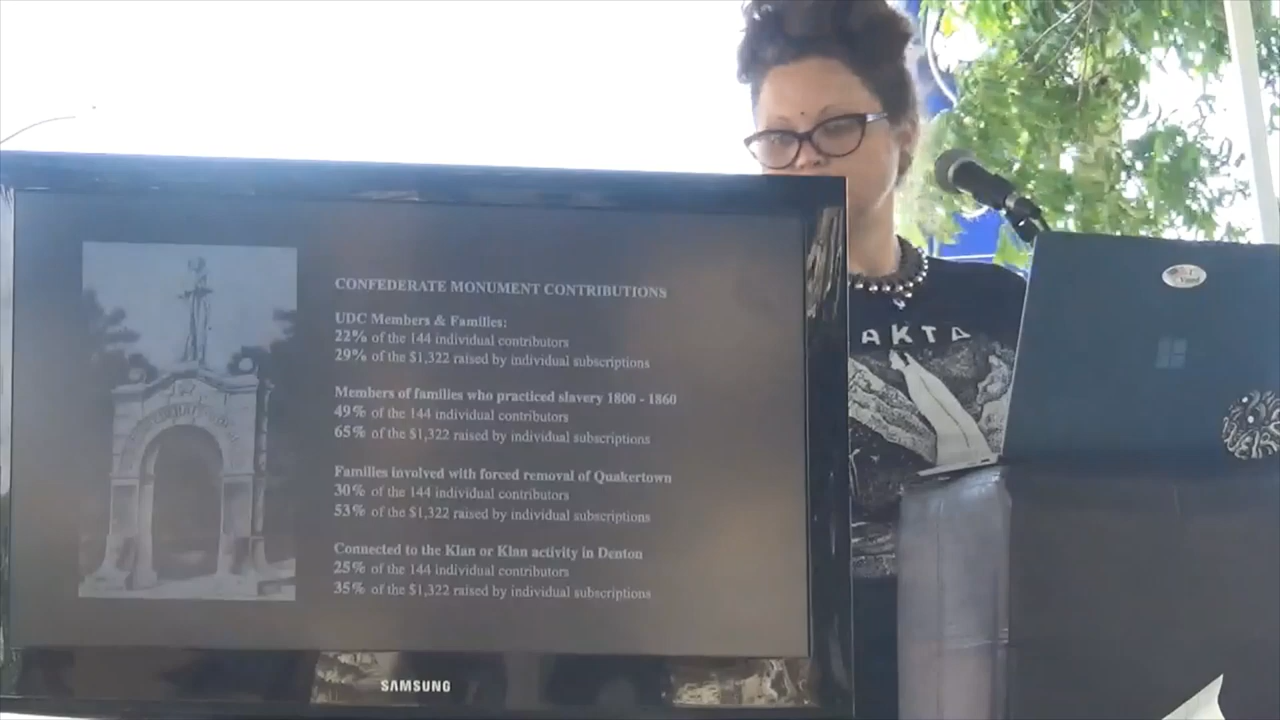 CONFEDERATE MONUMENT CONTRIBUTIONS
UDC Members & Families:
22% of the 144 individual contributors
29% of the $1,322 raised by individual subscriptions
Members of families who practiced slavery 1800 - 1860
49% of the 144 individual contributors
65% of the $1,322 raised by individual subscriptions
Families involved with forced removal of Quakertown
30% of the 144 individual contributors
53% of the $1,322 raised by individual subscriptions
Connected to the Klan or Klan activity in Denton
25% of the 144 individual contributors
35% of the $1,322 raised by individual subscriptions
SAMSUNG
AKTA
I Voted